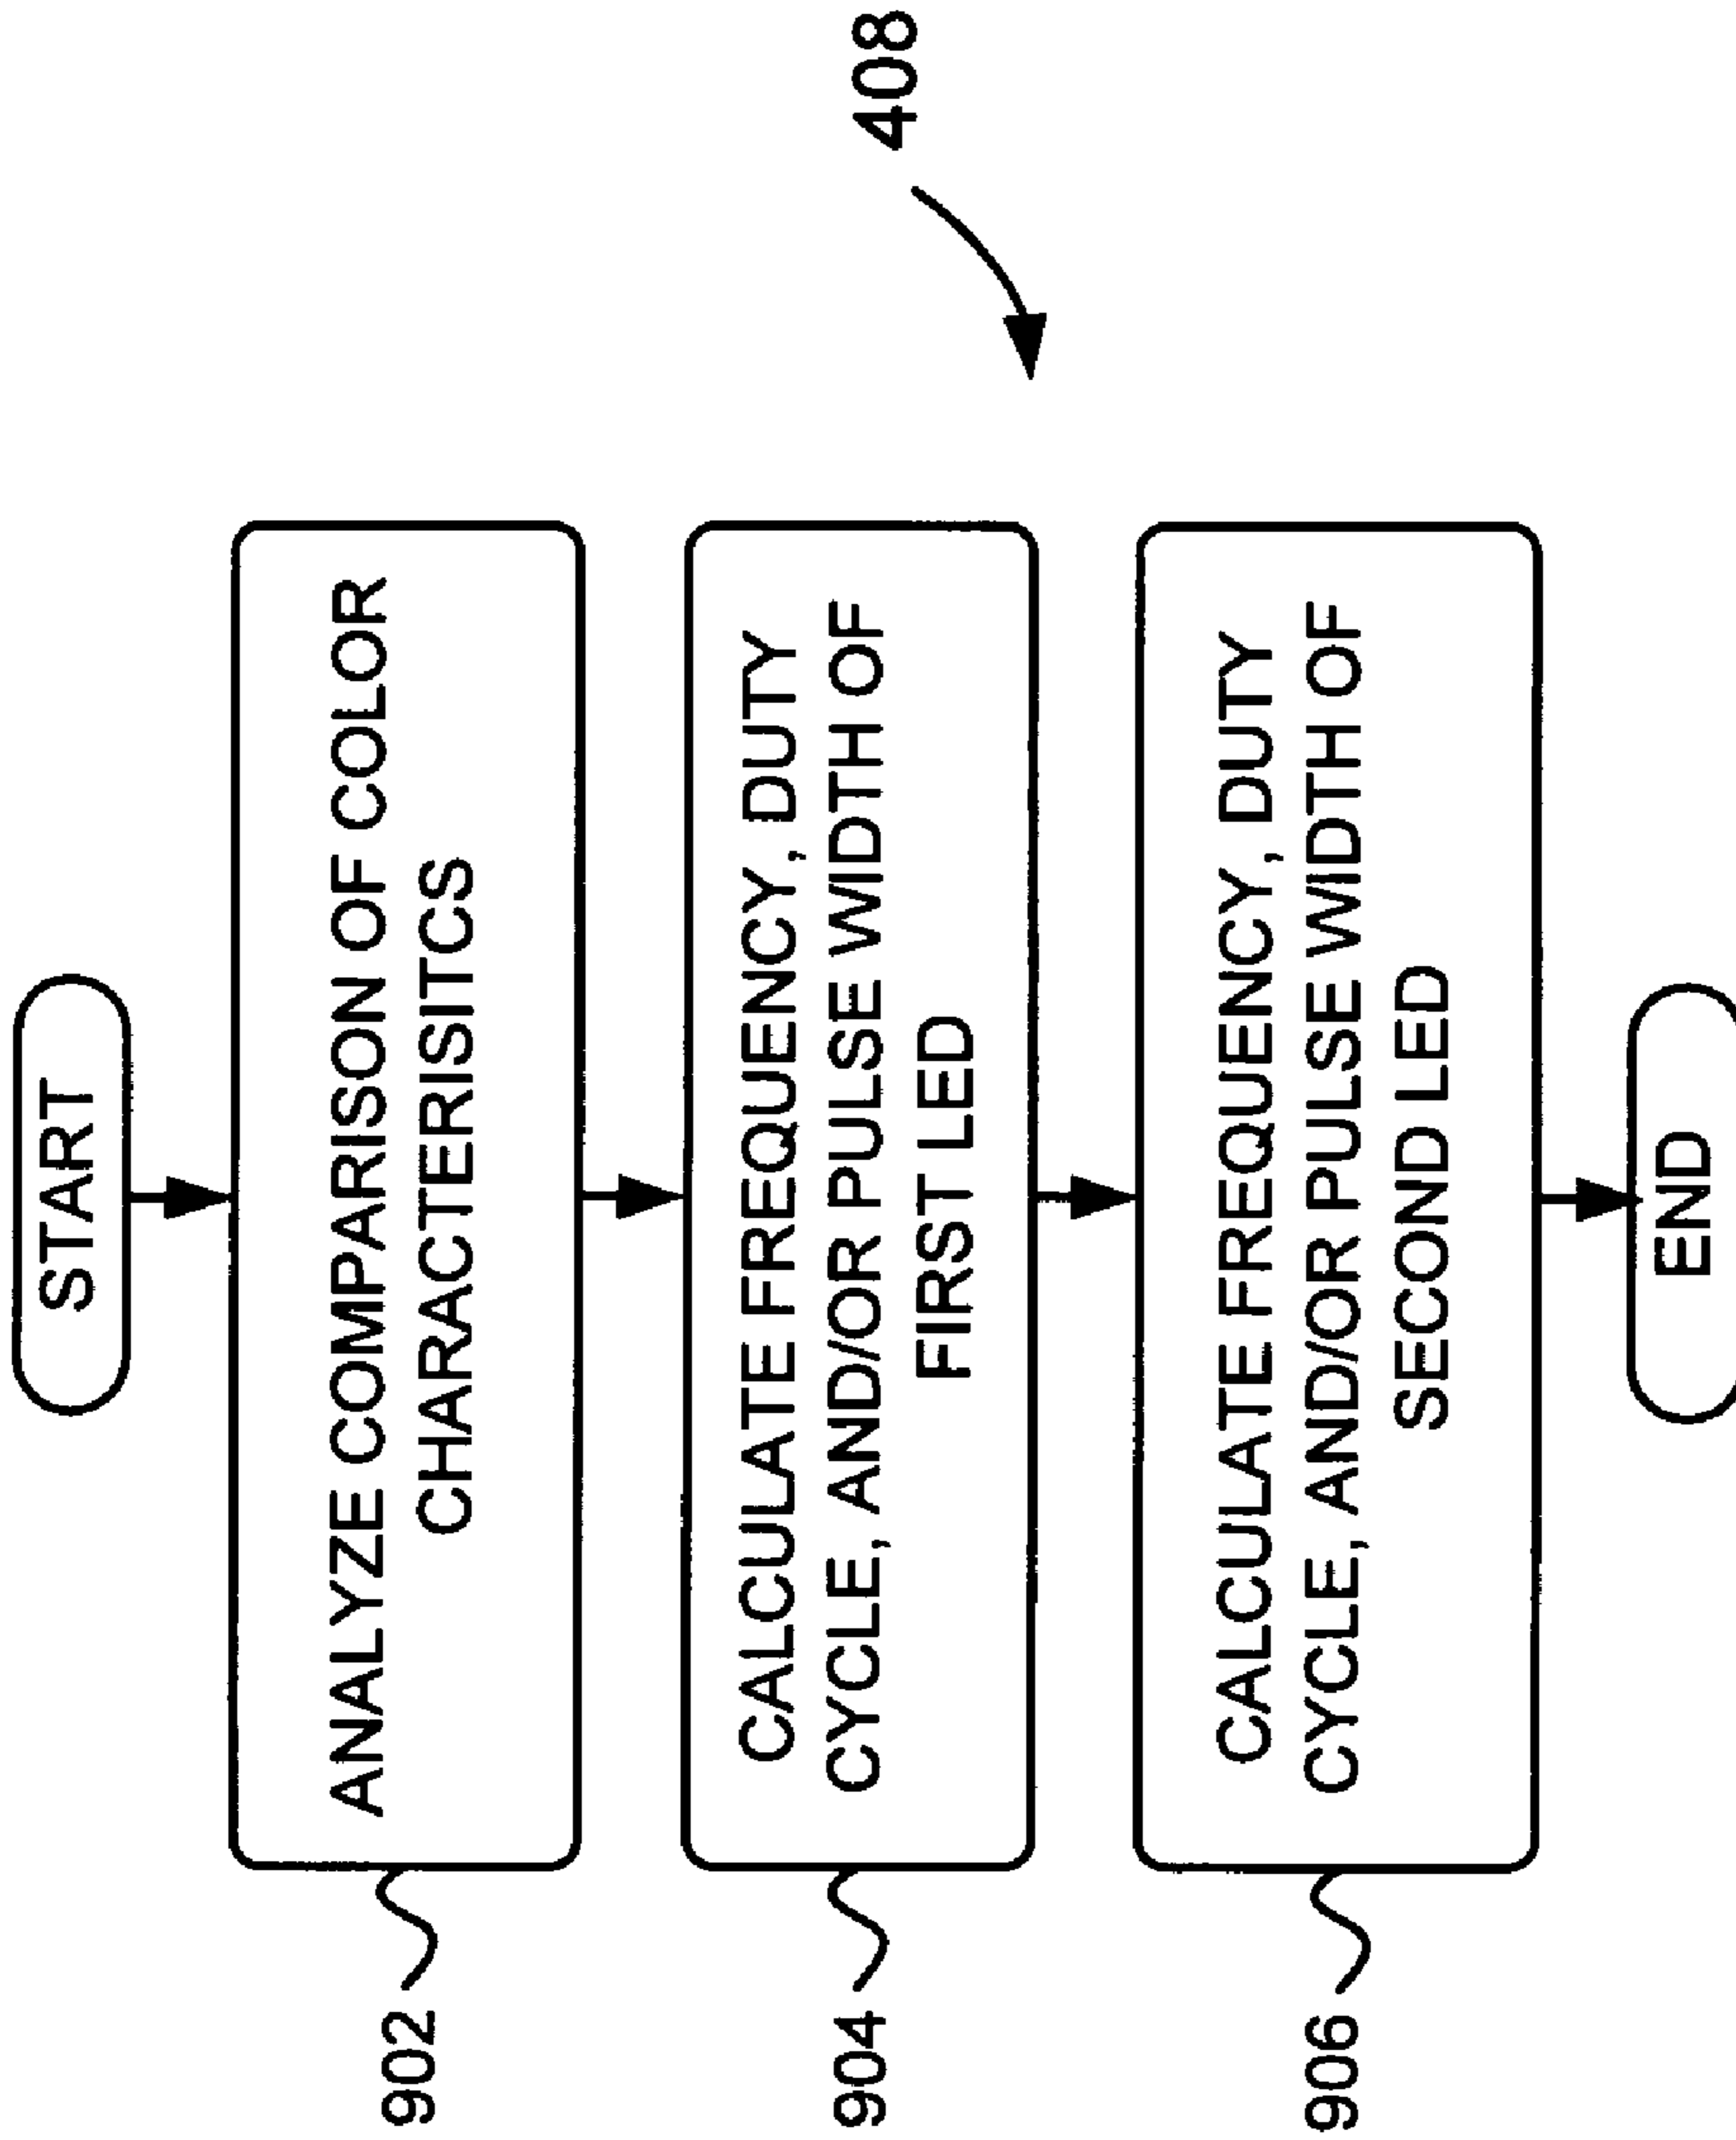 START
902
ANALYZE COMPARISON OF COLOR
CHARACTERISITCS
904
CALCULATE FREQUENCY, DUTY
CYCLE, AND/OR PULSE WIDTH OF
FIRST LED
408
906
CALCULATE FREQUENCY, DUTY
CYCLE, AND/OR PULSE WIDTH OF
SECOND LED
END